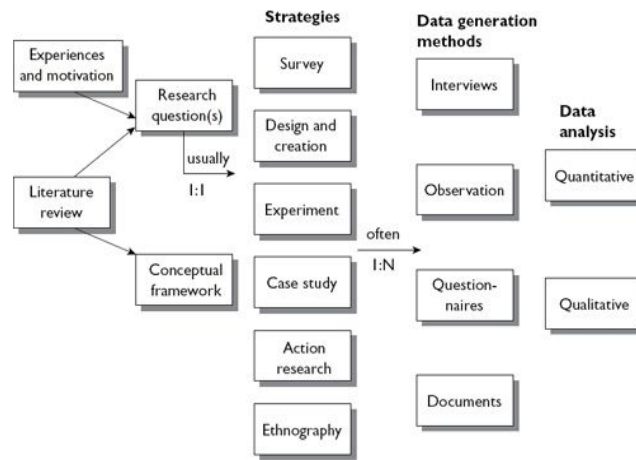 Strategies
Data generation
methods
Experiences
and motivation
Research
question(s)
Survey
Interviews
Data
analysis
usually
1:1
Design and
creation
Literature
review
Experiment
Observation
Quantitative
often
1:N
Conceptual
framework
Case study
Question-
naires
Qualitative
Action
research
Documents
Ethnography